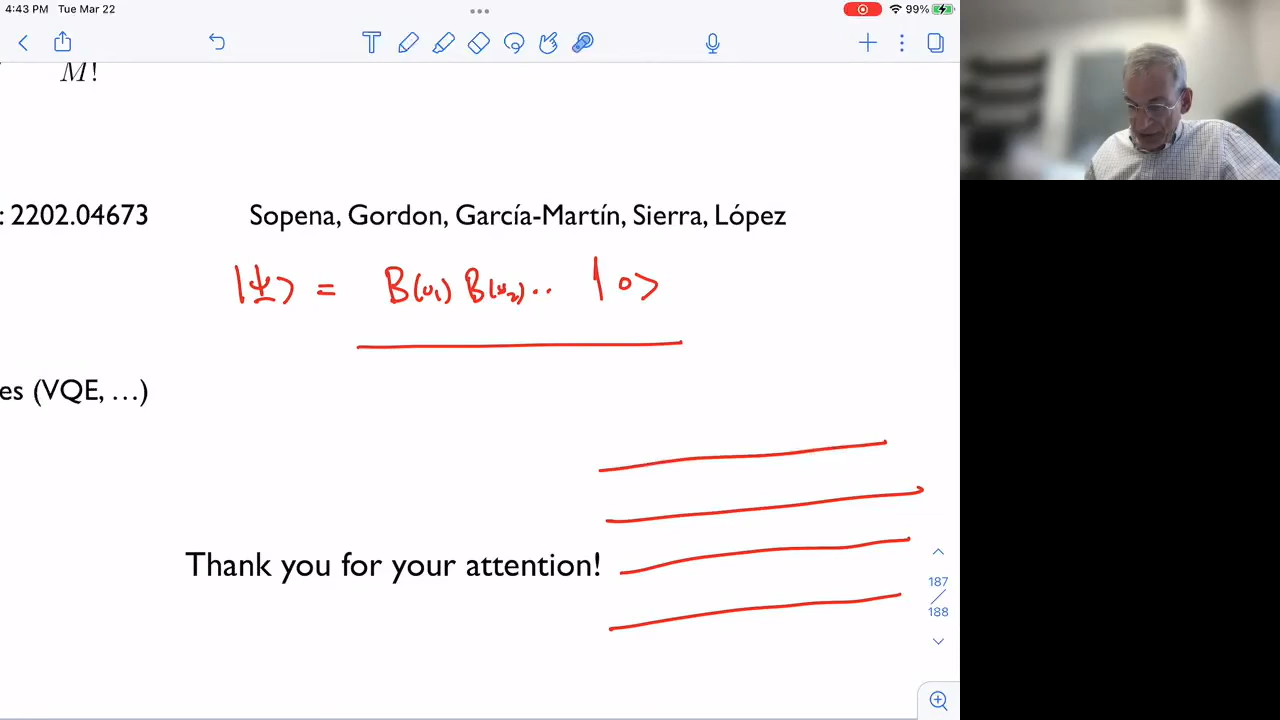 4:43 PM Tue Mar 22
99%
M!
: 2202.04673 Sopena, Gordon, García-Martín, Sierra, López
|Ψ⟩ = B(u₁) B(u₂).. |0⟩
es (VQE, …)
Thank you for your attention!
187
188